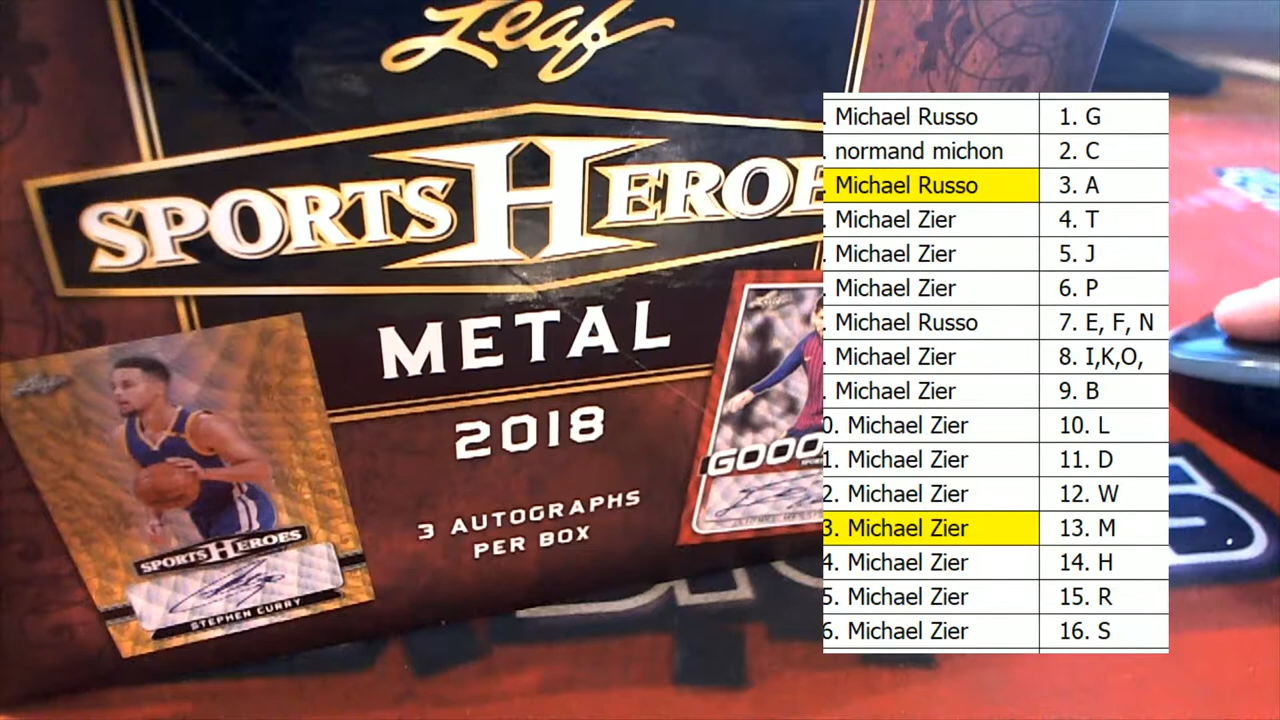 Leaf
SPORTS HEROE
METAL
2018
3 AUTOGRAPHS
PER BOX
SPORTS HEROES
STEPHEN CURRY
GOOO
. Michael Russo 1. G
. normand michon 2. C
Michael Russo 3. A
. Michael Zier 4. T
. Michael Zier 5. J
. Michael Zier 6. P
. Michael Russo 7. E, F, N
. Michael Zier 8. I,K,O,
. Michael Zier 9. B
0. Michael Zier 10. L
1. Michael Zier 11. D
2. Michael Zier 12. W
3. Michael Zier 13. M
4. Michael Zier 14. H
5. Michael Zier 15. R
6. Michael Zier 16. S